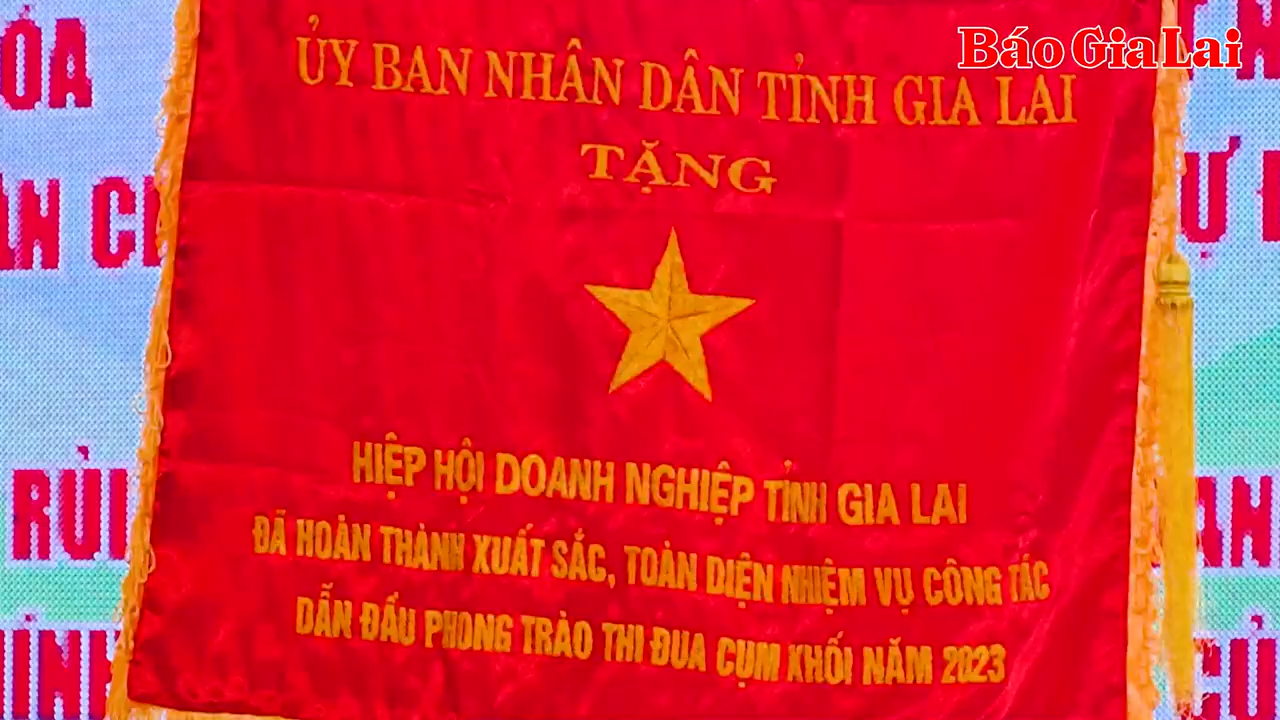 Báo Gia Lai
ỦY BAN NHÂN DÂN TỈNH GIA LAI
TẶNG
HIỆP HỘI DOANH NGHIỆP TỈNH GIA LAI
ĐÃ HOÀN THÀNH XUẤT SẮC, TOÀN DIỆN NHIỆM VỤ CÔNG TÁC
DẪN ĐẦU PHONG TRÀO THI ĐUA CỤM KHỐI NĂM 2023